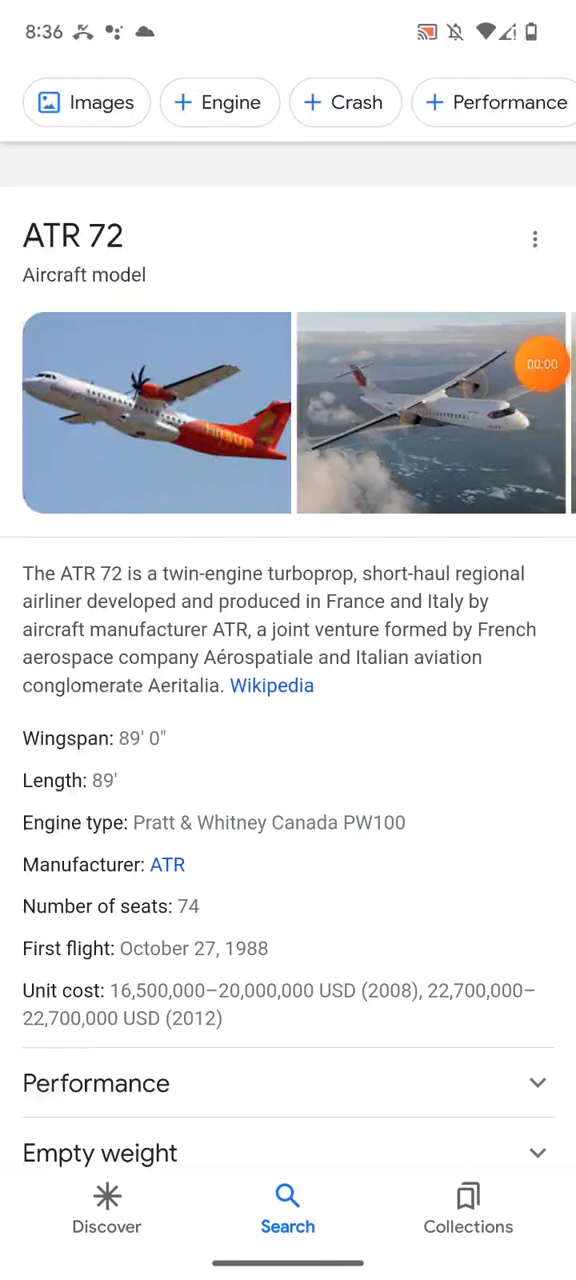 8:36
Images
Engine
Crash
Performance
ATR 72
Aircraft model
00:00
The ATR 72 is a twin-engine turboprop, short-haul regional
airliner developed and produced in France and Italy by
aircraft manufacturer ATR, a joint venture formed by French
aerospace company Aérospatiale and Italian aviation
conglomerate Aeritalia. Wikipedia
Wingspan: 89' 0"
Length: 89'
Engine type: Pratt & Whitney Canada PW100
Manufacturer: ATR
Number of seats: 74
First flight: October 27, 1988
Unit cost: 16,500,000–20,000,000 USD (2008), 22,700,000–
22,700,000 USD (2012)
Performance
Empty weight
Discover
Search
Collections